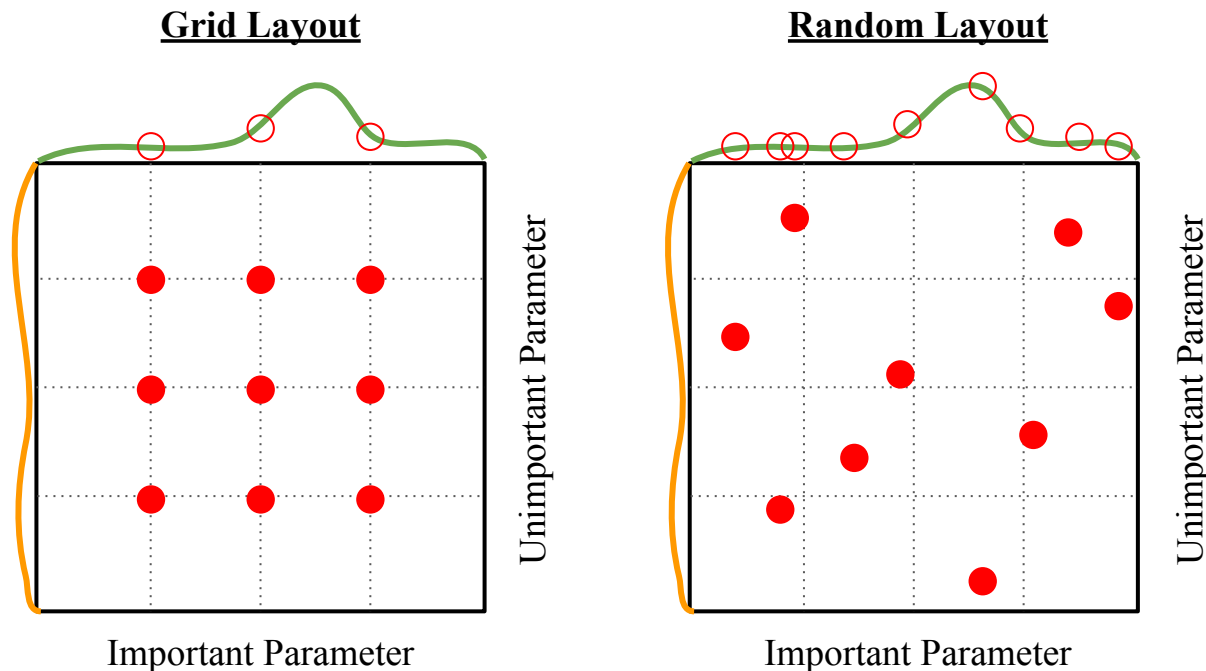 Grid Layout
Random Layout
Unimportant Parameter
Unimportant Parameter
Important Parameter
Important Parameter